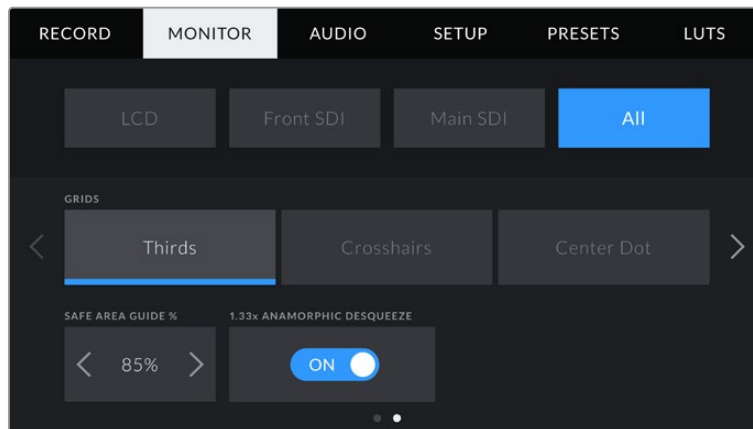 RECORD MONITOR AUDIO SETUP PRESETS LUTS
LCD Front SDI Main SDI All
GRIDS
Thirds Crosshairs Center Dot
SAFE AREA GUIDE % 1.33x ANAMORPHIC DESQUEEZE
85% ON